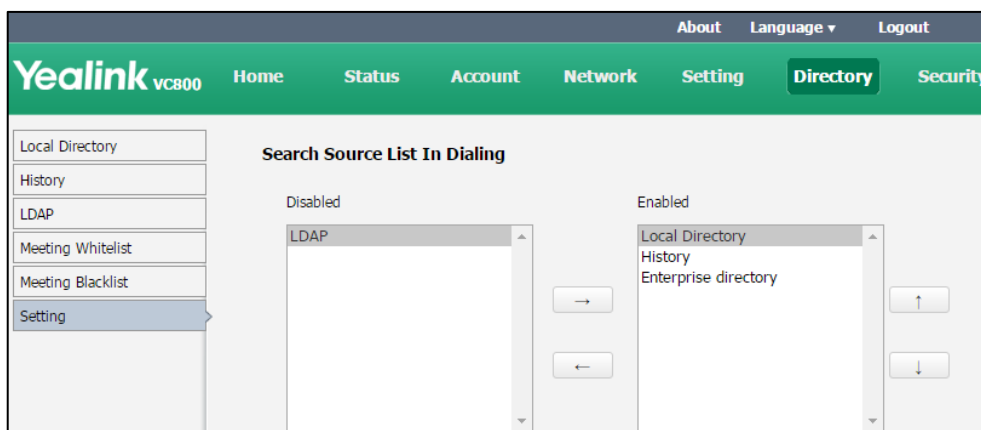 About Language ▾ Logout
Yealink VC800 Home Status Account Network Setting Directory Security
Local Directory
History
LDAP
Meeting Whitelist
Meeting Blacklist
Setting
Search Source List In Dialing
Disabled Enabled
LDAP
Local Directory
History
Enterprise directory
→
←
↑
↓